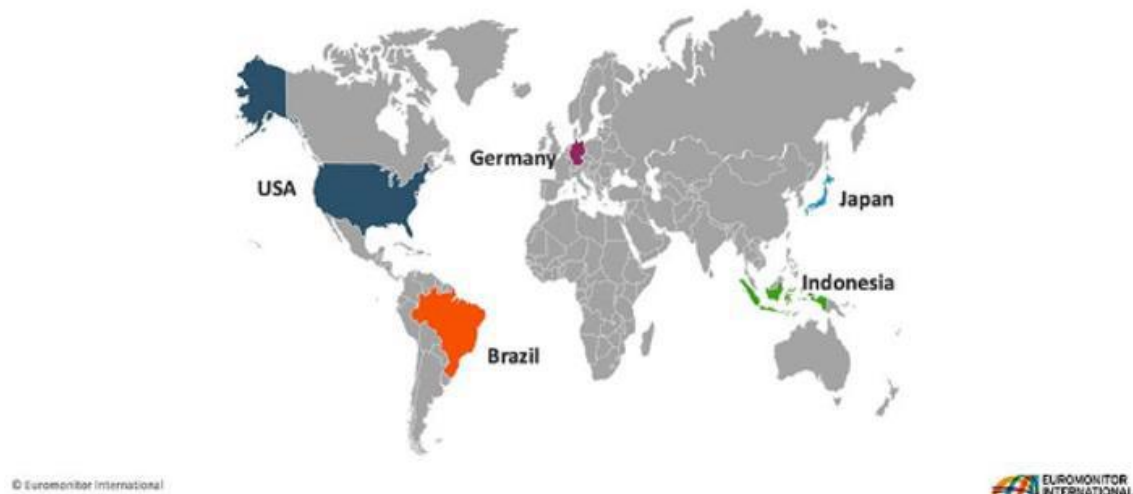 Germany
USA
Japan
Indonesia
Brazil
© Euromonitor International
EUROMONITOR
INTERNATIONAL